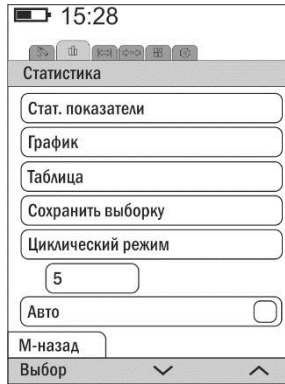 15:28
Статистика
Стат. показатели
График
Таблица
Сохранить выборку
Циклический режим
5
Авто
М-назад
Выбор